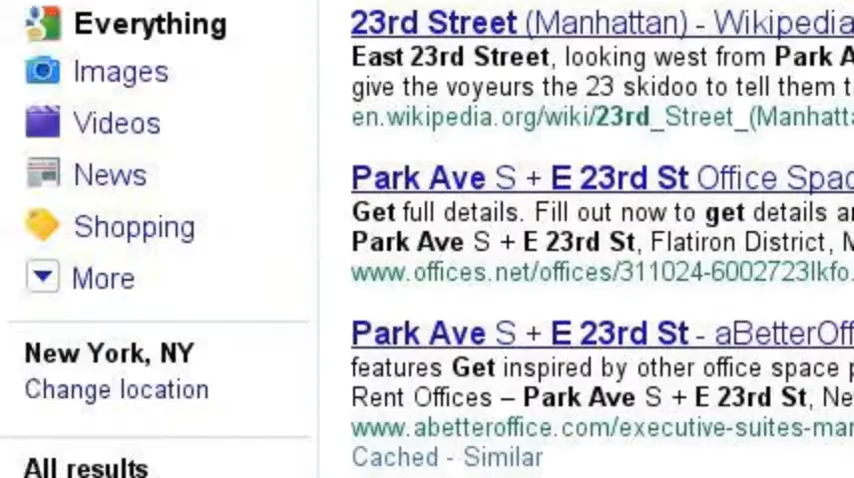 Everything
Images
Videos
News
Shopping
More
New York, NY
Change location
All results
23rd Street (Manhattan) - Wikipedia
East 23rd Street, looking west from Park A
give the voyeurs the 23 skidoo to tell them t
en.wikipedia.org/wiki/23rd_Street_(Manhatta
Park Ave S + E 23rd St Office Spac
Get full details. Fill out now to get details an
Park Ave S + E 23rd St, Flatiron District, M
www.offices.net/offices/311024-6002723lkfo.
Park Ave S + E 23rd St - aBetterOff
features Get inspired by other office space p
Rent Offices – Park Ave S + E 23rd St, Ne
www.abetteroffice.com/executive-suites-man
Cached - Similar